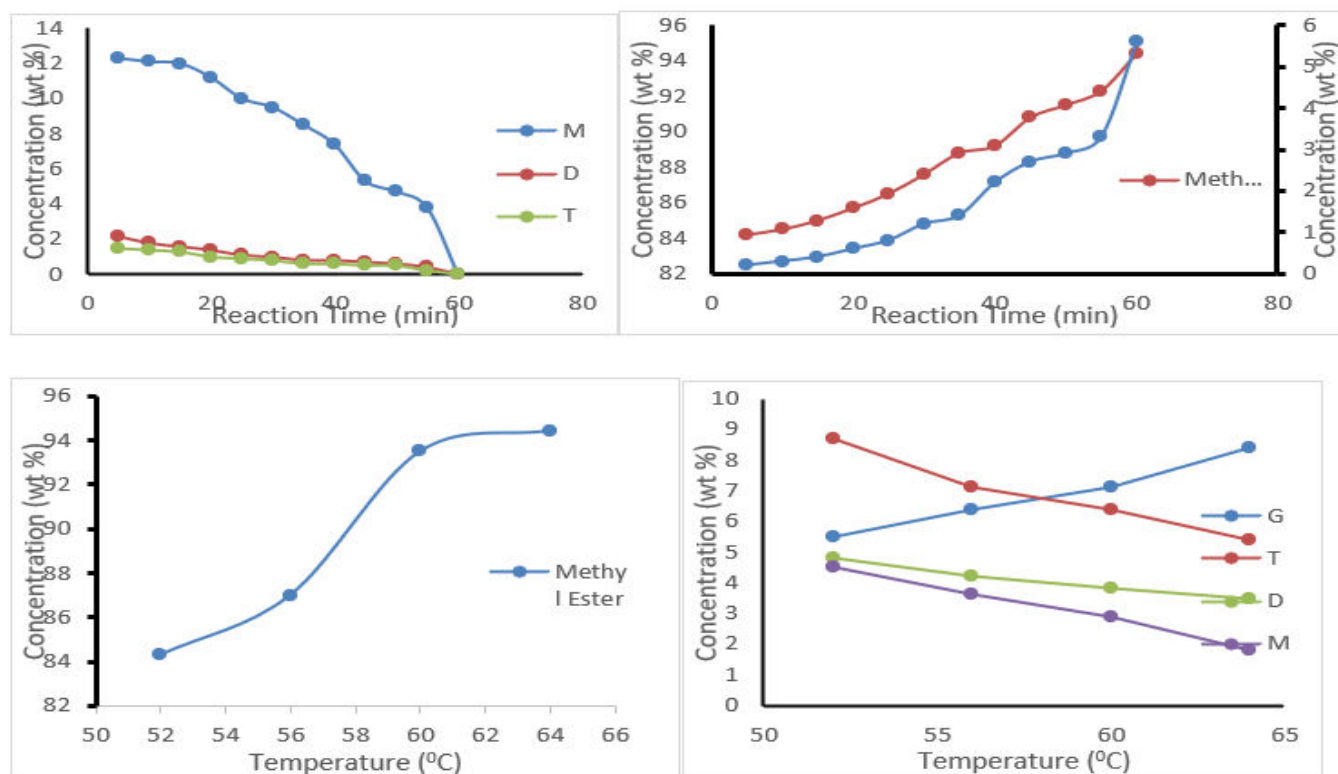 14
12
10
8
6
4
2
0
Concentration (wt %)
0 20 40 60 80
Reaction Time (min)
M
D
T
96
94
92
90
88
86
84
82
Concentration (wt %)
6
5
4
3
2
1
0
Concentration (wt %)
0 20 40 60 80
Reaction Time (min)
Meth...
96
94
92
90
88
86
84
82
Concentration (wt %)
50 52 54 56 58 60 62 64 66
Temperature (⁰C)
Methy
l Ester
10
9
8
7
6
5
4
3
2
1
0
Concentration (wt %)
50 55 60 65
Temperature (⁰C)
G
T
D
M